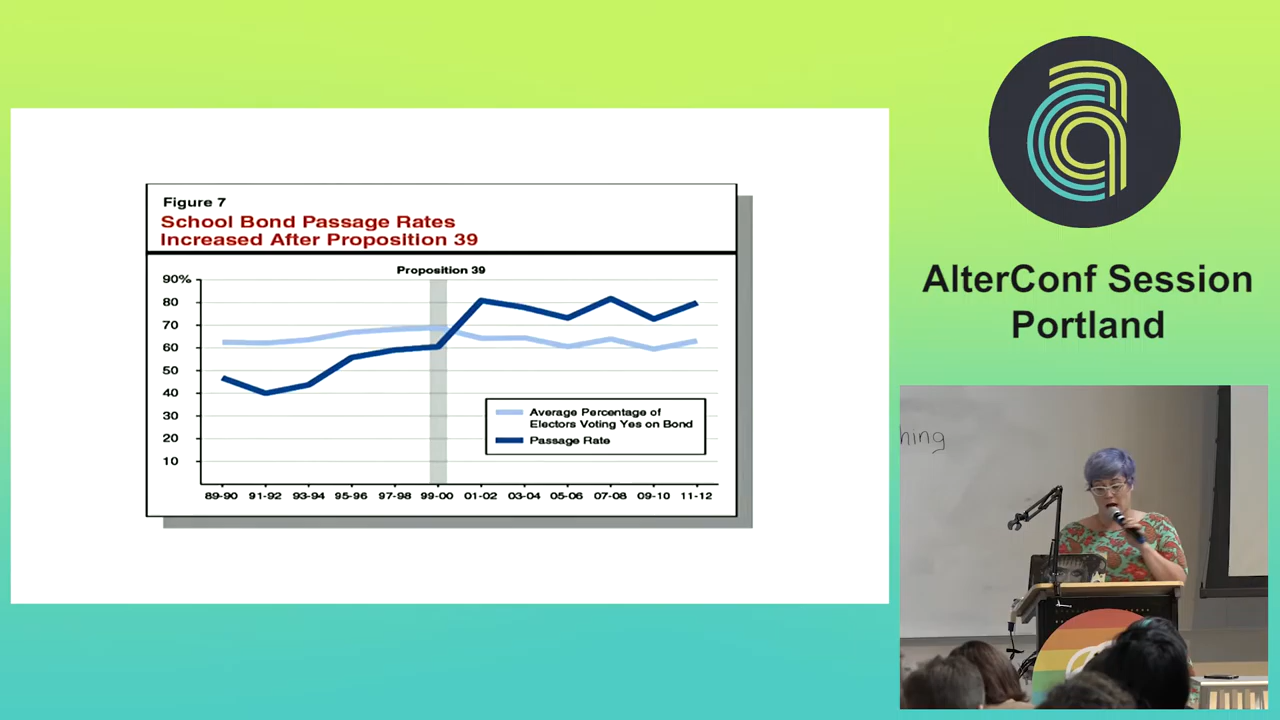 Figure 7
School Bond Passage Rates
Increased After Proposition 39
Proposition 39
90%
80
70
60
50
40
30
20
10
89-90 91-92 93-94 95-96 97-98 99-00 01-02 03-04 05-06 07-08 09-10 11-12
Average Percentage of
Electors Voting Yes on Bond
Passage Rate
AlterConf Session
Portland
hing